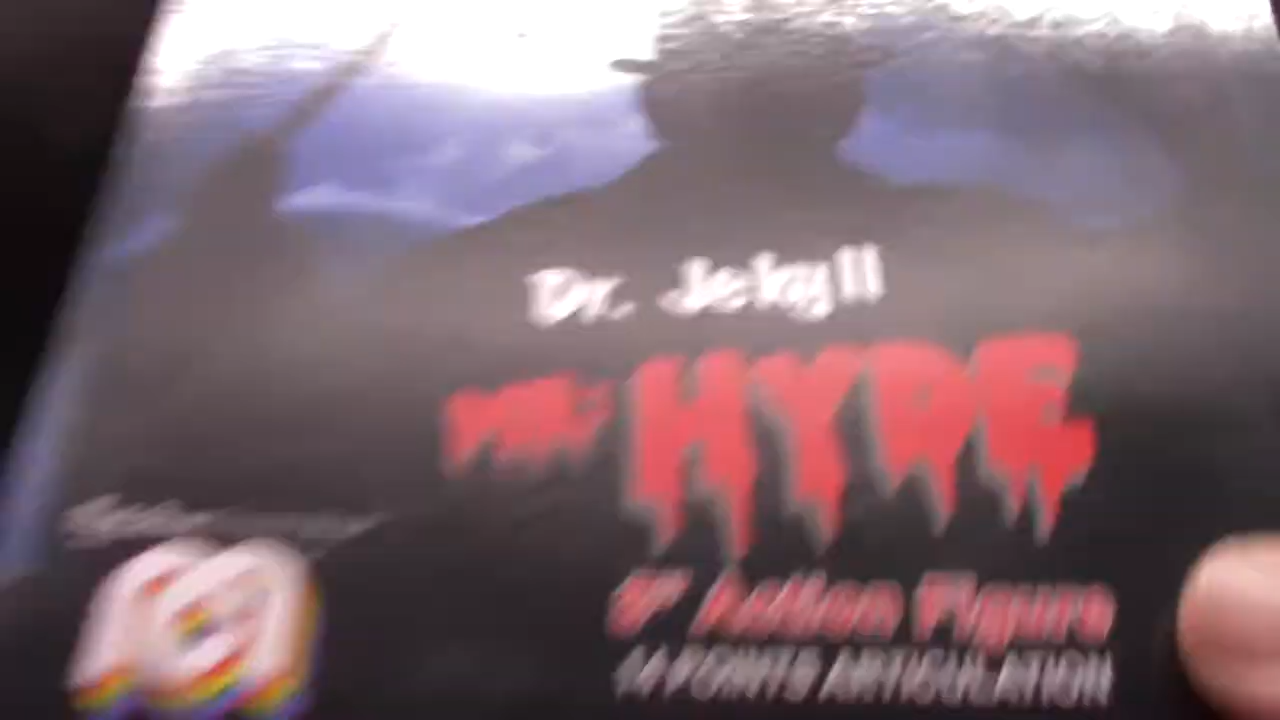 Dr. Jekyll
Mr. HYDE
8" Action Figure
14 POINTS ARTICULATION